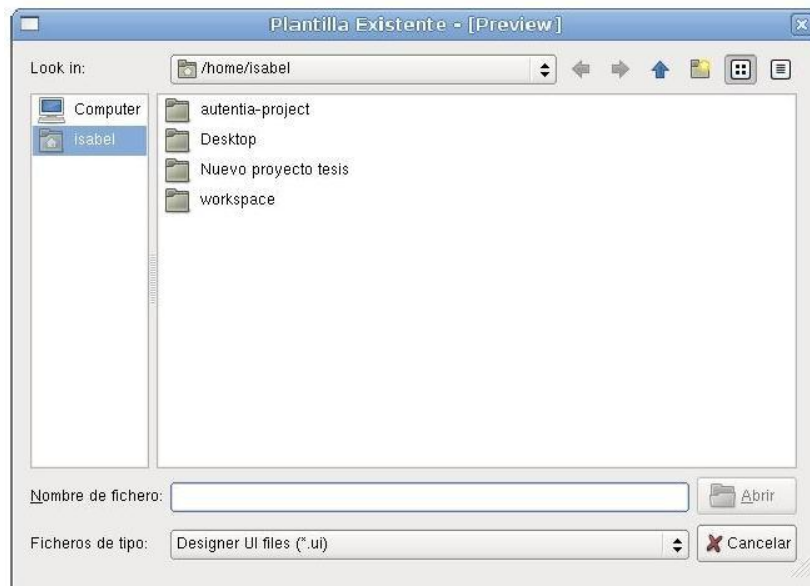 Plantilla Existente - [Preview]
Look in: /home/isabel
Computer
isabel
autentia-project
Desktop
Nuevo proyecto tesis
workspace
Nombre de fichero: Abrir
Ficheros de tipo: Designer UI files (*.ui) Cancelar